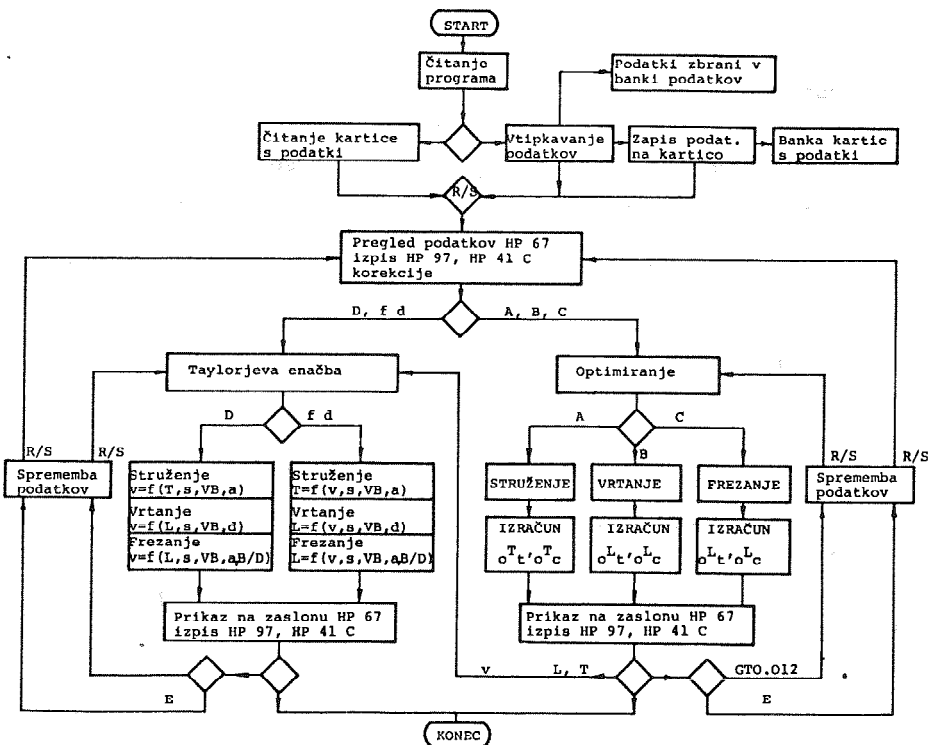 START
Čitanje
programa
Podatki zbrani v
banki podatkov
Čitanje kartice
s podatki
Vtipkavanje
podatkov
Zapis podat.
na kartico
Banka kartic
s podatki
R/S
Pregled podatkov HP 67
izpis HP 97, HP 41 C
korekcije
D, f d
A, B, C
Taylorjeva enačba
Optimiranje
D
f d
A
C
B
R/S
R/S
R/S
R/S
Sprememba
podatkov
Struženje
v=f(T,s,VB,a)
Vrtanje
v=f(L,s,VB,d)
Frezanje
v=f(L,s,VB,a,B/D)
Struženje
T=f(v,s,VB,a)
Vrtanje
L=f(v,s,VB,d)
Frezanje
L=f(v,s,VB,a,B/D)
STRUŽENJE
VRTANJE
FREZANJE
Sprememba
podatkov
IZRAČUN
oTt,oTc
IZRAČUN
oLt,oLc
IZRAČUN
oLt,oLc
Prikaz na zaslonu HP 67
izpis HP 97, HP 41 C
Prikaz na zaslonu HP 67
izpis HP 97, HP 41 C
v
L, T
GTO.012
E
E
KONEC